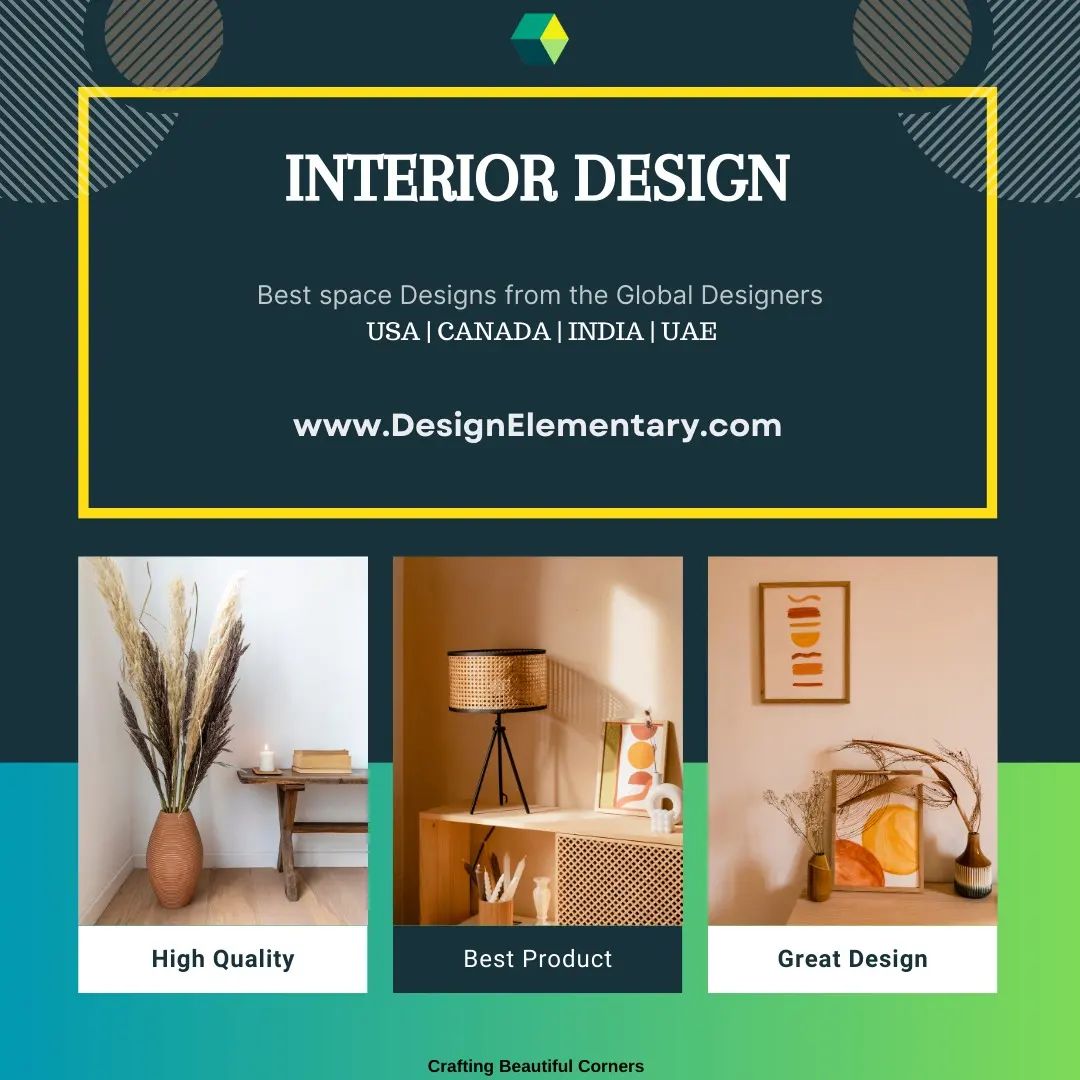 INTERIOR DESIGN
Best space Designs from the Global Designers
USA | CANADA | INDIA | UAE
www.DesignElementary.com
High Quality
Best Product
Great Design
Crafting Beautiful Corners